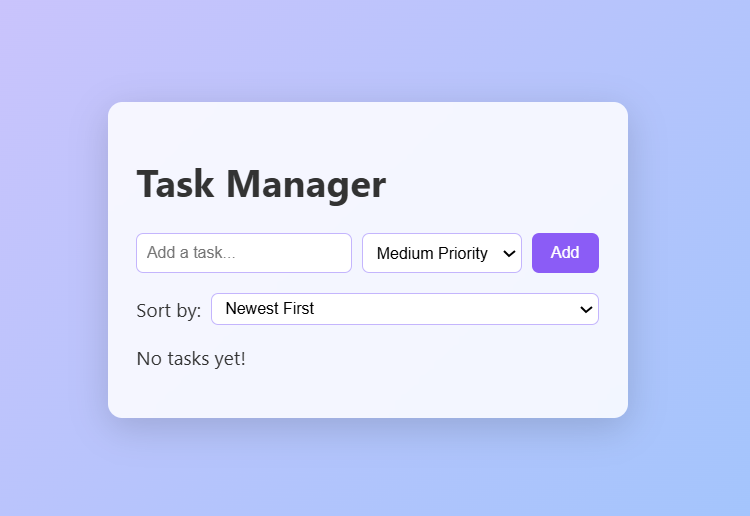 Task Manager
Add a task... Medium Priority Add
Sort by: Newest First
No tasks yet!